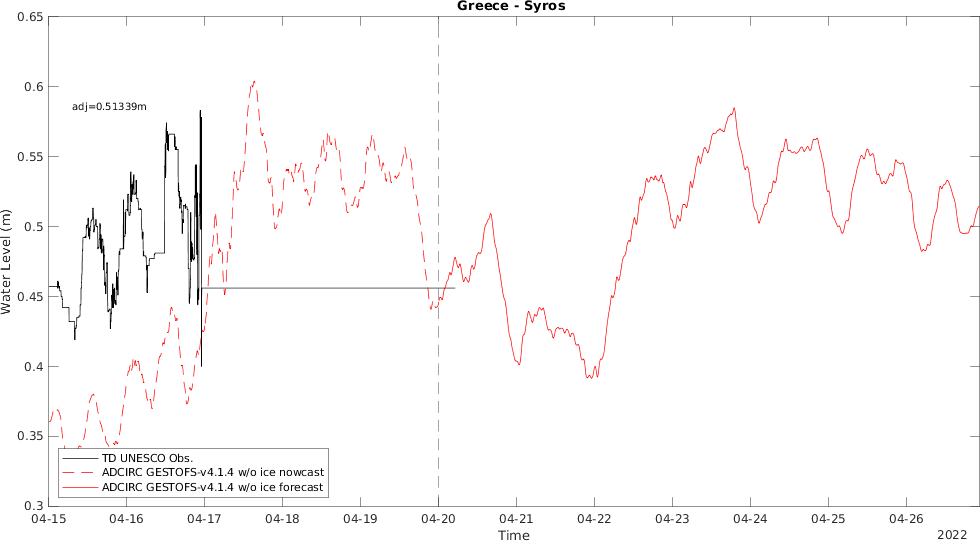 Greece - Syros
0.65
0.6
0.55
0.5
0.45
0.4
0.35
0.3
Water Level (m)
adj=0.51339m
TD UNESCO Obs.
ADCIRC GESTOFS-v4.1.4 w/o ice nowcast
ADCIRC GESTOFS-v4.1.4 w/o ice forecast
04-15 04-16 04-17 04-18 04-19 04-20 04-21 04-22 04-23 04-24 04-25 04-26
Time
2022